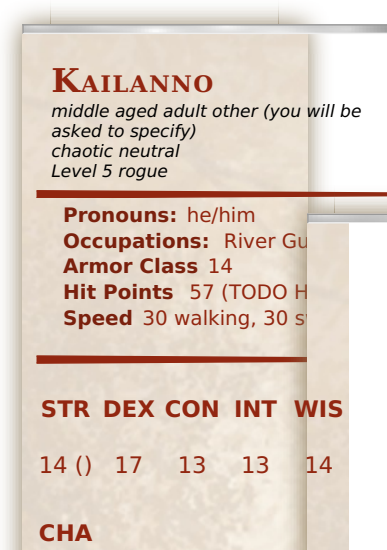 Kailanno
middle aged adult other (you will be
asked to specify)
chaotic neutral
Level 5 rogue
Pronouns: he/him
Occupations: River Gu
Armor Class 14
Hit Points 57 (TODO H
Speed 30 walking, 30 s
STR DEX CON INT WIS
14 () 17 13 13 14
CHA